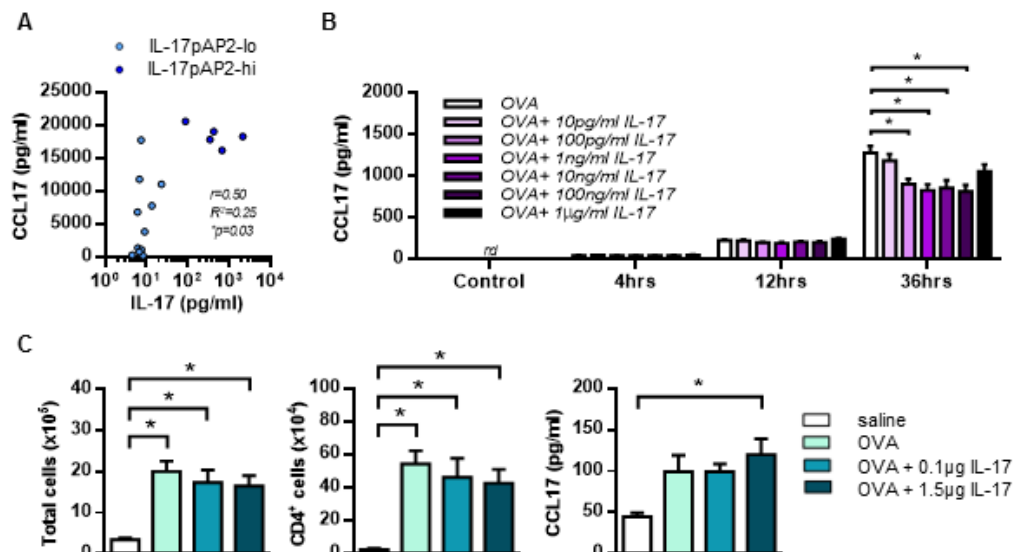 A
IL-17pAP2-lo
IL-17pAP2-hi
CCL17 (pg/ml)
25000
20000
15000
10000
5000
0
r=0.50
R²=0.25
*p=0.03
10⁰ 10¹ 10² 10³ 10⁴
IL-17 (pg/ml)
B
CCL17 (pg/ml)
2000
1500
1000
500
0
OVA
OVA+ 10pg/ml IL-17
OVA+ 100pg/ml IL-17
OVA+ 1ng/ml IL-17
OVA+ 10ng/ml IL-17
OVA+ 100ng/ml IL-17
OVA+ 1µg/ml IL-17
*
*
*
*
nd
Control 4hrs 12hrs 36hrs
C
Total cells (x10⁵)
40
30
20
10
0
*
*
*
CD4⁺ cells (x10⁴)
100
80
60
40
20
0
*
*
*
CCL17 (pg/ml)
200
150
100
50
0
*
saline
OVA
OVA + 0.1µg IL-17
OVA + 1.5µg IL-17